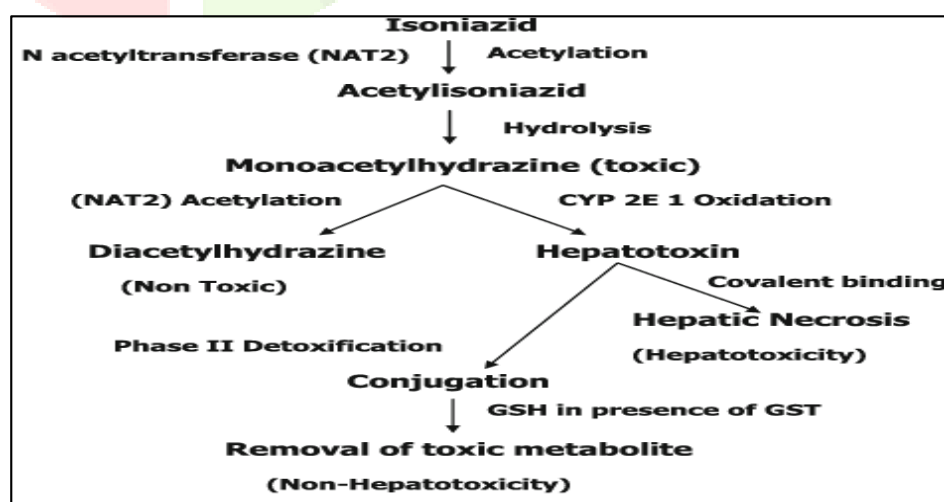 Isoniazid
N acetyltransferase (NAT2) Acetylation
Acetylisoniazid
Hydrolysis
Monoacetylhydrazine (toxic)
(NAT2) Acetylation CYP 2E 1 Oxidation
Diacetylhydrazine Hepatotoxin
(Non Toxic) Covalent binding
Hepatic Necrosis
Phase II Detoxification (Hepatotoxicity)
Conjugation
GSH in presence of GST
Removal of toxic metabolite
(Non-Hepatotoxicity)